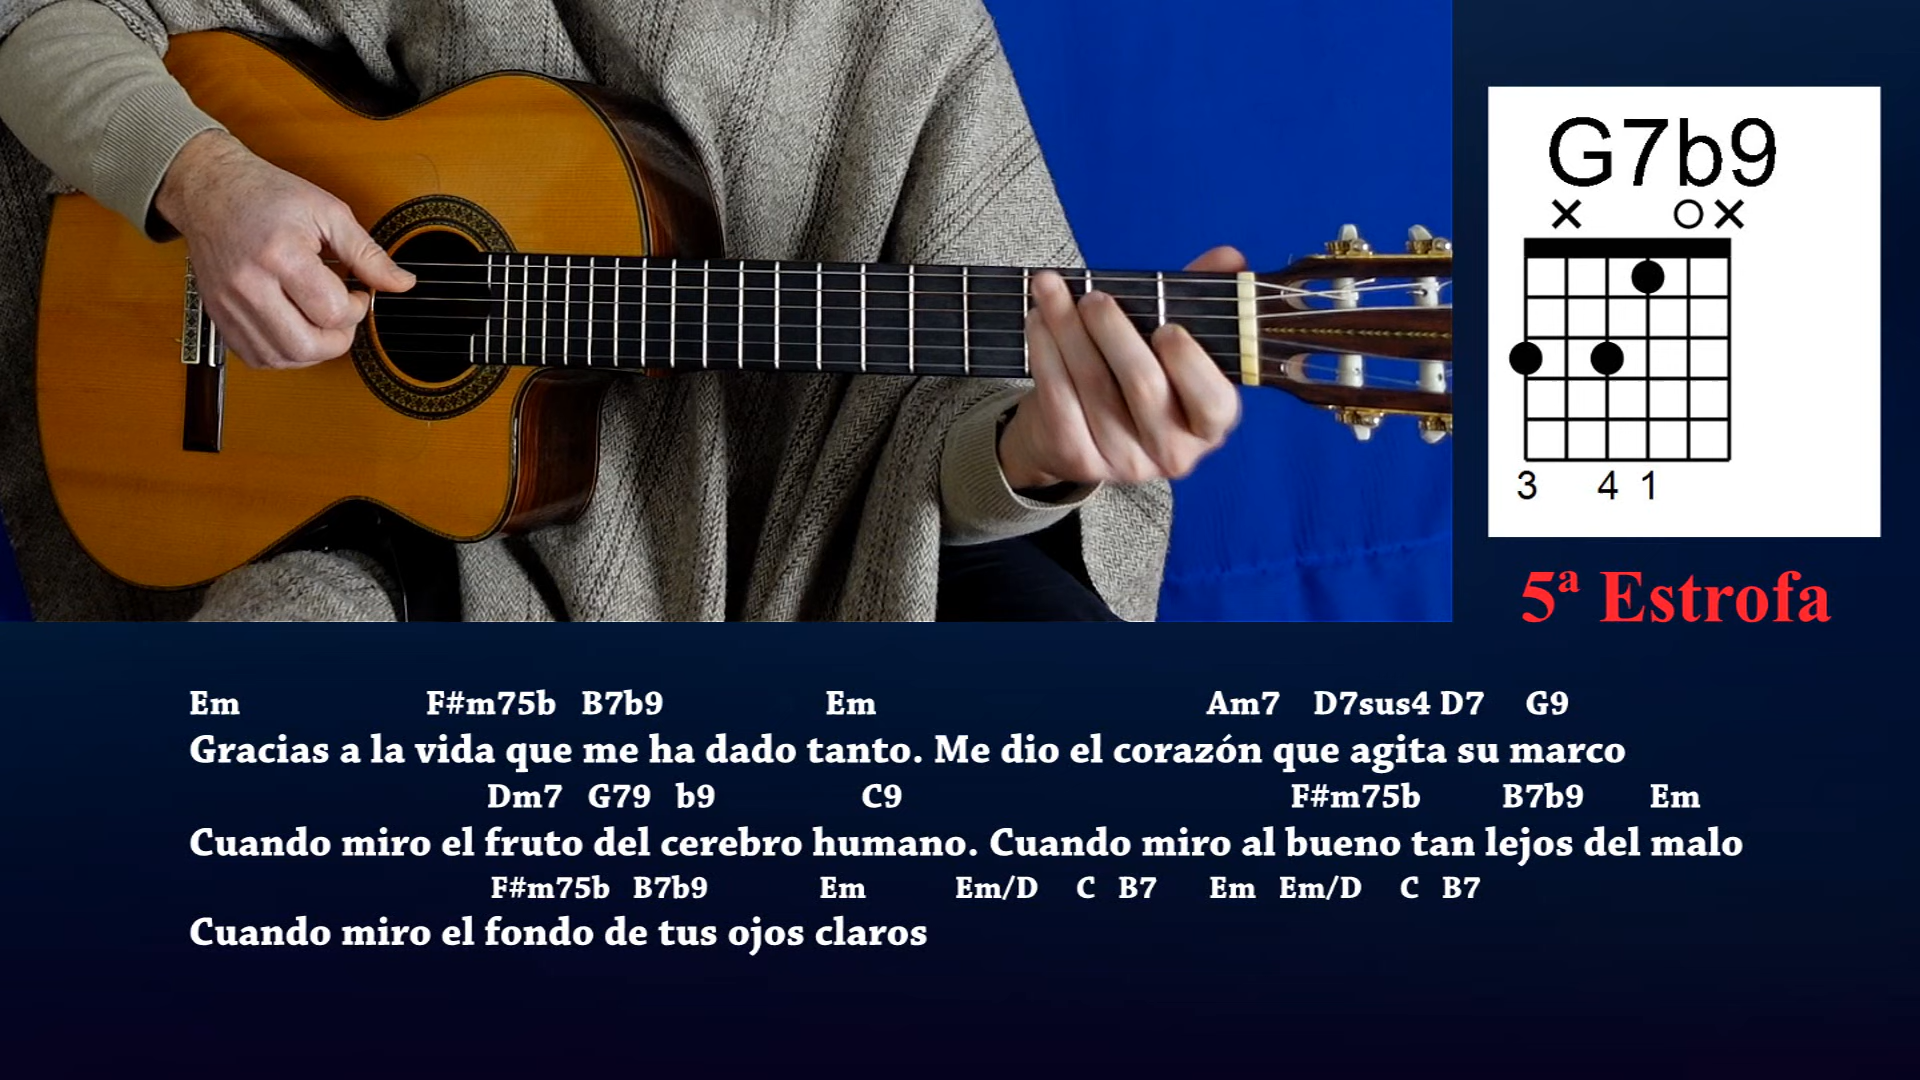 G7b9
× ○ ×
3 4 1
5ª Estrofa
Em F#m75b B7b9 Em Am7 D7sus4 D7 G9
Gracias a la vida que me ha dado tanto. Me dio el corazón que agita su marco
Dm7 G79 b9 C9 F#m75b B7b9 Em
Cuando miro el fruto del cerebro humano. Cuando miro al bueno tan lejos del malo
F#m75b B7b9 Em Em/D C B7 Em Em/D C B7
Cuando miro el fondo de tus ojos claros